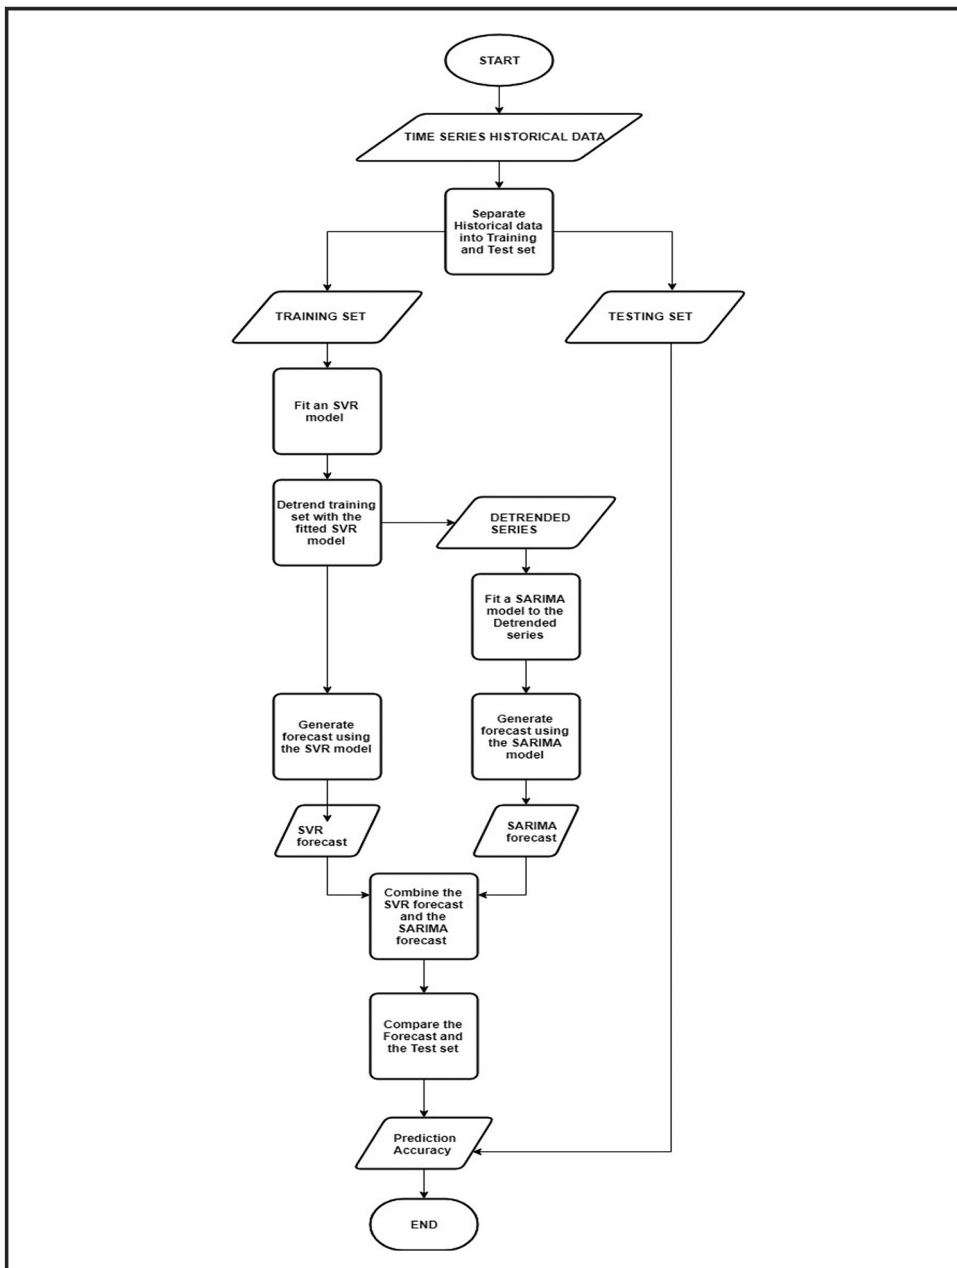 START
TIME SERIES HISTORICAL DATA
Separate
Historical data
into Training
and Test set
TRAINING SET
TESTING SET
Fit an SVR
model
Detrend training
set with the
fitted SVR
model
DETRENDED
SERIES
Fit a SARIMA
model to the
Detrended
series
Generate
forecast using
the SVR model
Generate
forecast using
the SARIMA
model
SVR
forecast
SARIMA
forecast
Combine the
SVR forecast
and the
SARIMA
forecast
Compare the
Forecast and
the Test set
Prediction
Accuracy
END